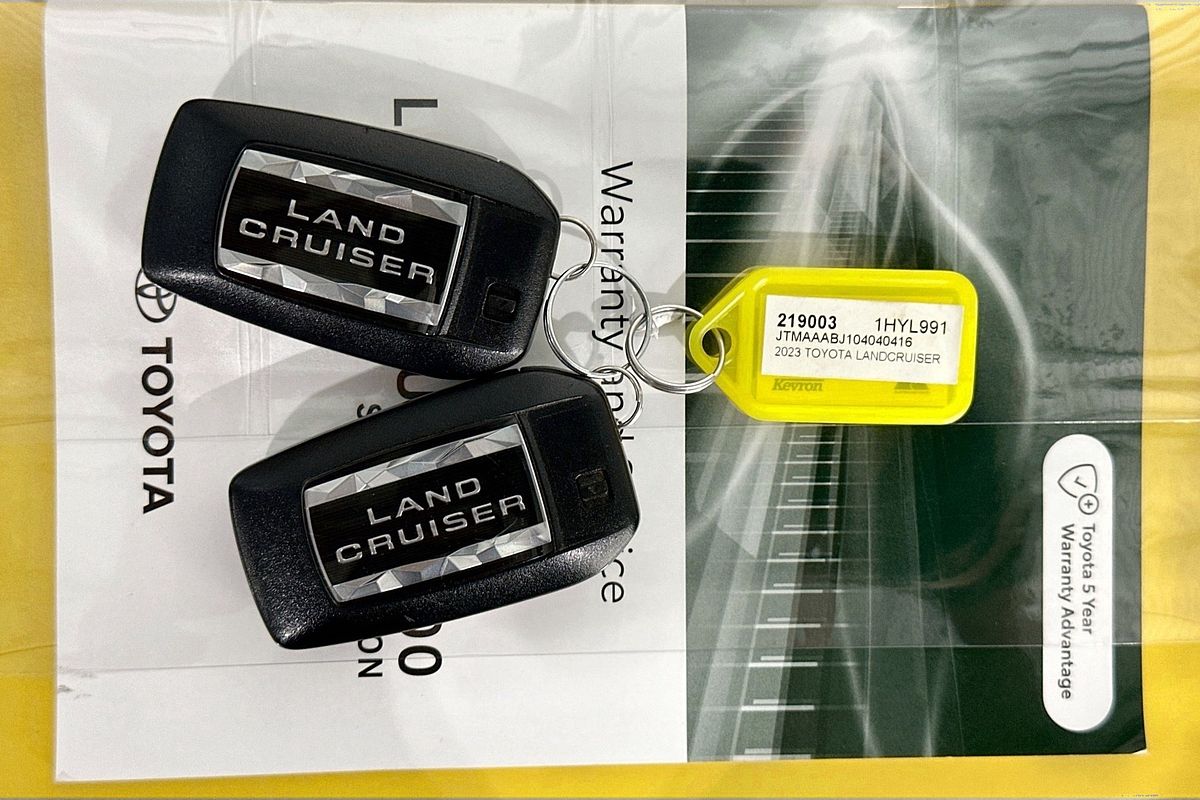 LAND
CRUISER
LAND
CRUISER
219003 1HYL991
JTMAAABJ104040416
2023 TOYOTA LANDCRUISER
Kevron
TOYOTA
Warranty
Toyota 5 Year
Warranty Advantage